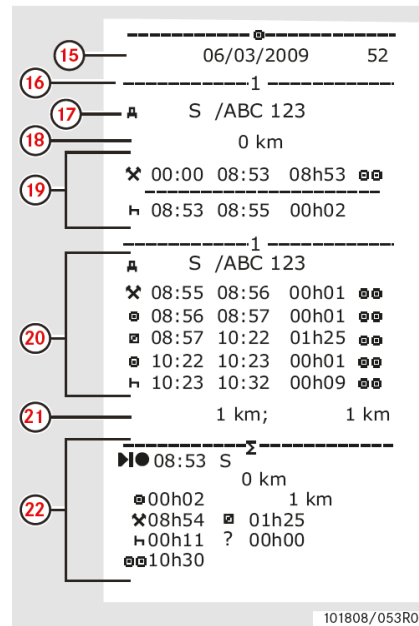 15 06/03/2009 52
16 1
17 S /ABC 123
18 0 km
19 00:00 08:53 08h53
08:53 08:55 00h02
1
S /ABC 123
08:55 08:56 00h01
08:56 08:57 00h01
20 08:57 10:22 01h25
10:22 10:23 00h01
10:23 10:32 00h09
21 1 km; 1 km
Σ
08:53 S
0 km
22 00h02 1 km
08h54 01h25
00h11 ? 00h00
10h30
101808/053R0